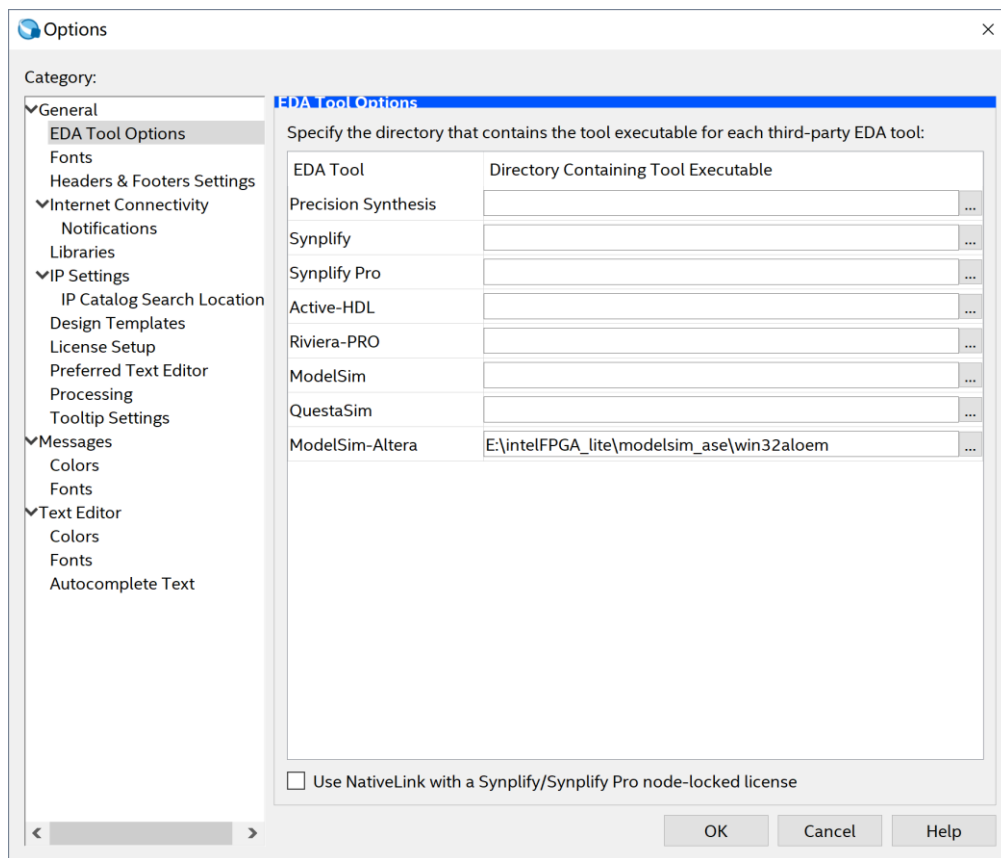 Options
Category:
General
EDA Tool Options
Fonts
Headers & Footers Settings
Internet Connectivity
Notifications
Libraries
IP Settings
IP Catalog Search Location
Design Templates
License Setup
Preferred Text Editor
Processing
Tooltip Settings
Messages
Colors
Fonts
Text Editor
Colors
Fonts
Autocomplete Text
EDA Tool Options
Specify the directory that contains the tool executable for each third-party EDA tool:
EDA Tool Directory Containing Tool Executable
Precision Synthesis ...
Synplify ...
Synplify Pro ...
Active-HDL ...
Riviera-PRO ...
ModelSim ...
QuestaSim ...
ModelSim-Altera E:\intelFPGA_lite\modelsim_ase\win32aloem ...
Use NativeLink with a Synplify/Synplify Pro node-locked license
OK Cancel Help